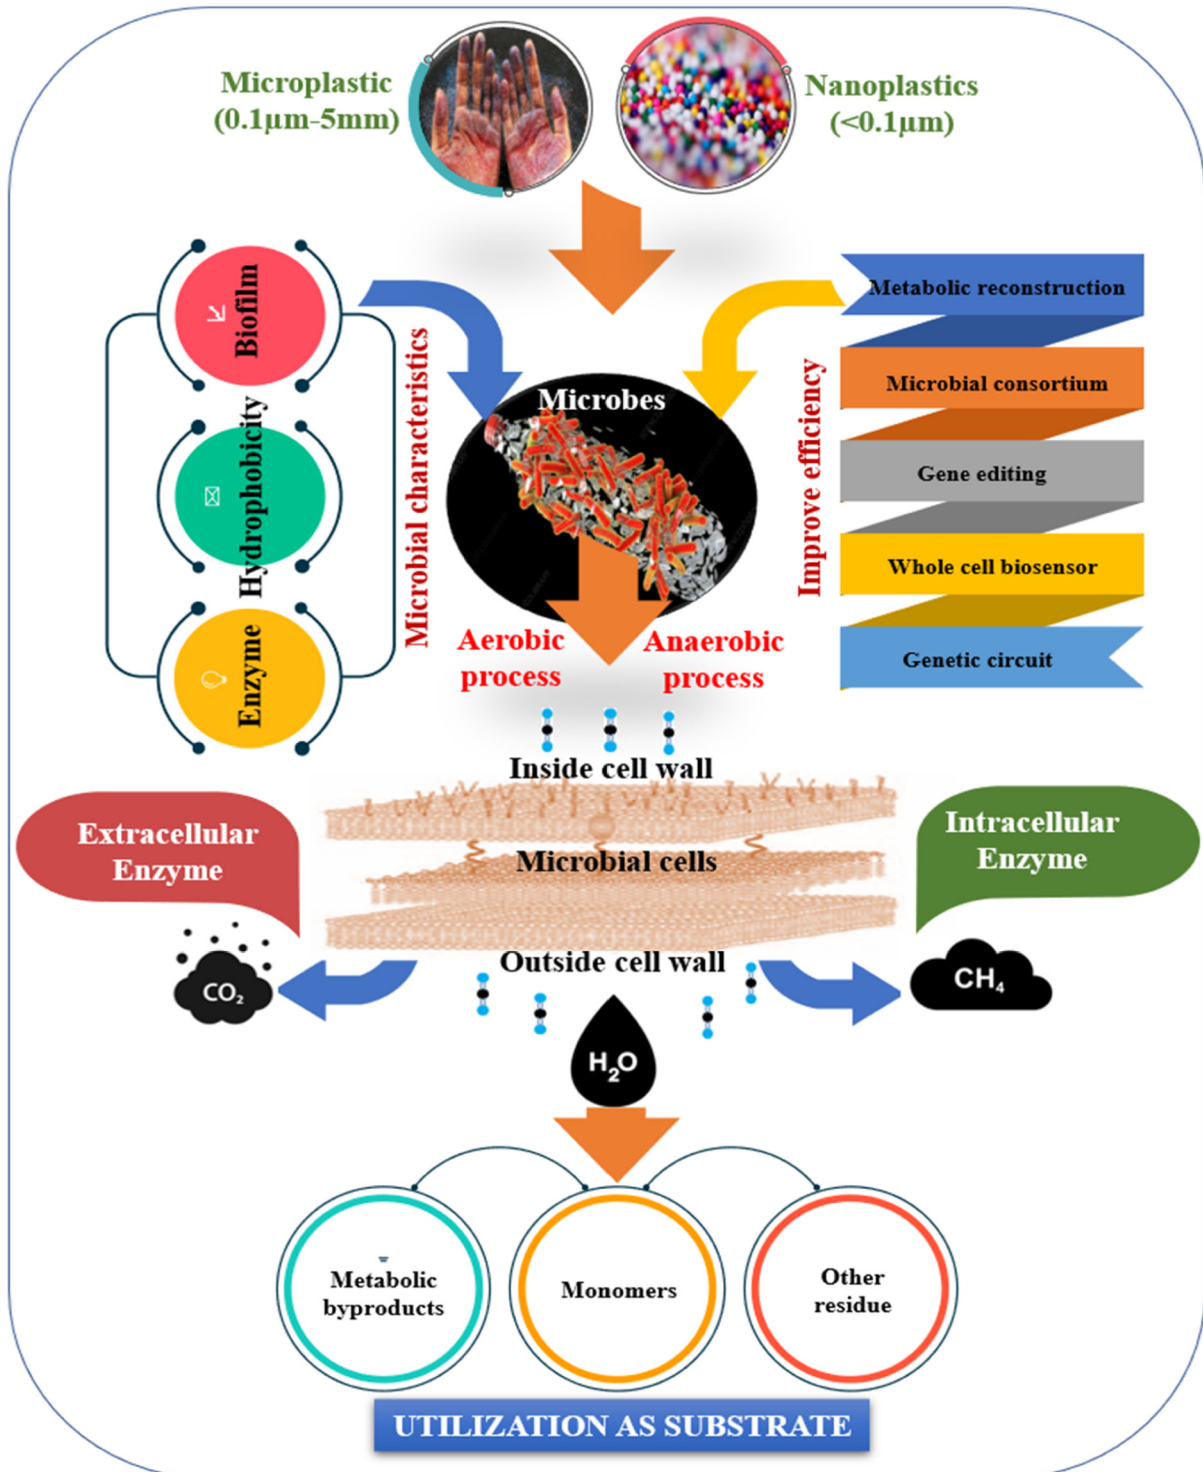 Microplastic
(0.1µm-5mm)
Nanoplastics
(<0.1µm)
Biofilm
Hydrophobicity
Enzyme
Microbial characteristics
Microbes
Improve efficiency
Metabolic reconstruction
Microbial consortium
Gene editing
Whole cell biosensor
Genetic circuit
Aerobic
process
Anaerobic
process
Inside cell wall
Extracellular
Enzyme
Microbial cells
Intracellular
Enzyme
Outside cell wall
CO₂
CH₄
H₂O
Metabolic
byproducts
Monomers
Other
residue
UTILIZATION AS SUBSTRATE